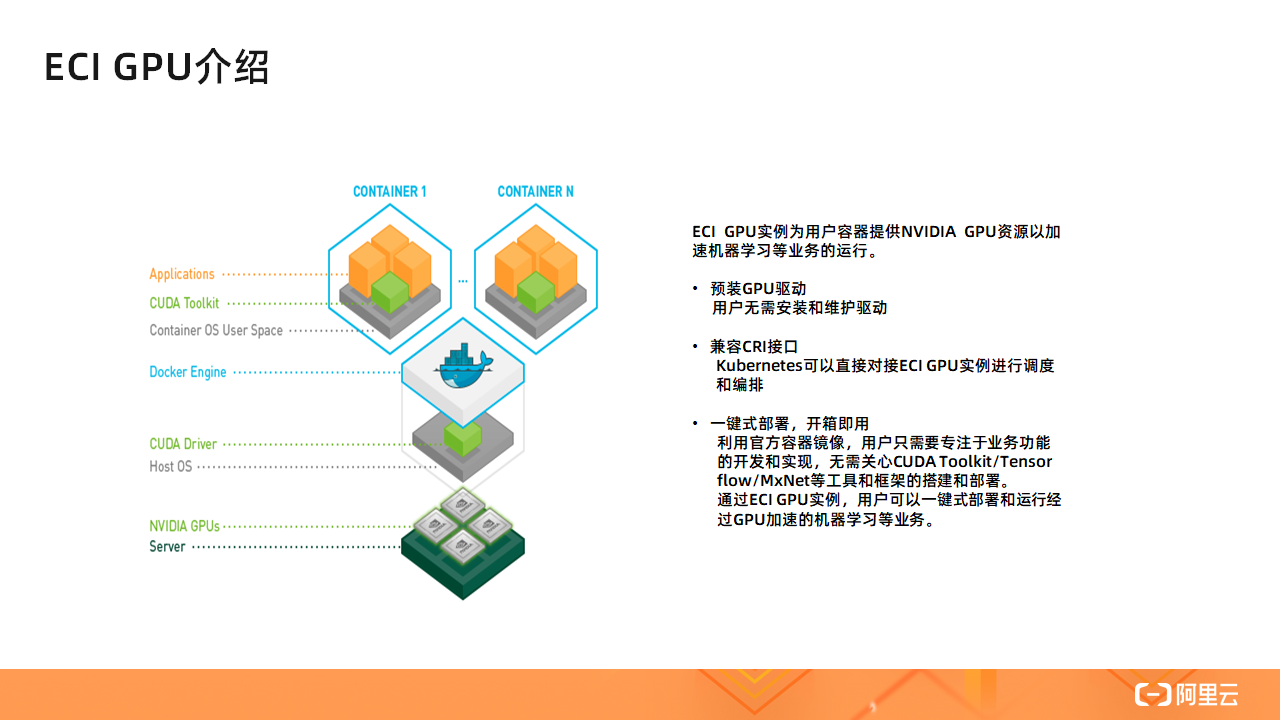 ECI GPU介绍
CONTAINER 1
CONTAINER N
...
Applications
CUDA Toolkit
Container OS User Space
Docker Engine
CUDA Driver
Host OS
NVIDIA GPUs
Server
ECI GPU实例为用户容器提供NVIDIA GPU资源以加
速机器学习等业务的运行。
• 预装GPU驱动
用户无需安装和维护驱动
• 兼容CRI接口
Kubernetes可以直接对接ECI GPU实例进行调度
和编排
• 一键式部署，开箱即用
利用官方容器镜像，用户只需要专注于业务功能
的开发和实现，无需关心CUDA Toolkit/Tensor
flow/MxNet等工具和框架的搭建和部署。
通过ECI GPU实例，用户可以一键式部署和运行经
过GPU加速的机器学习等业务。
阿里云